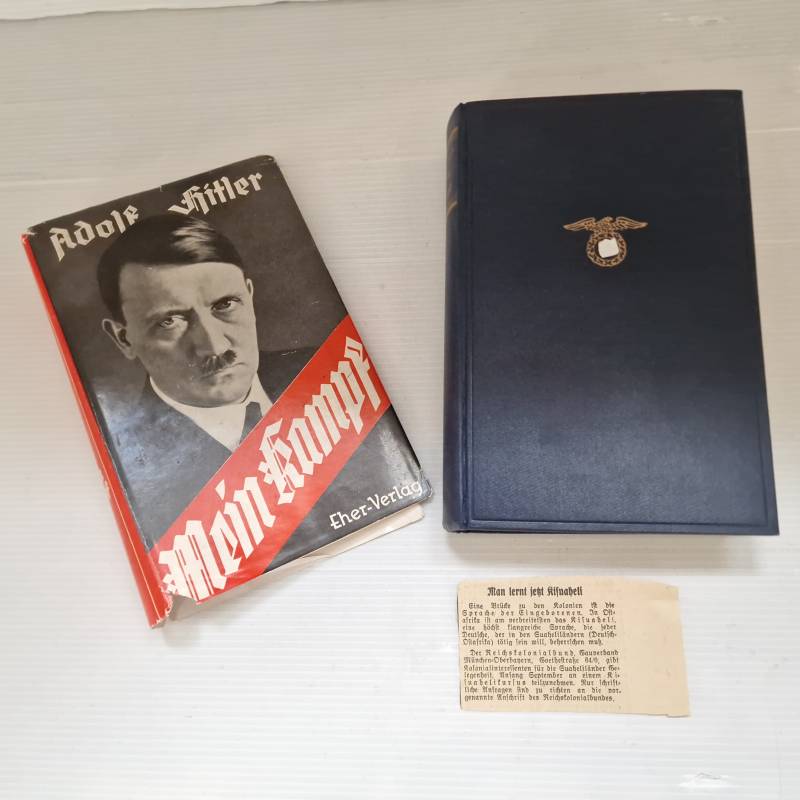 Adolf Hitler
Mein Kampf
Eher-Verlag
Man lernt jetzt Kisuaheli
Eine Brücke zu den Kolonien ist die
Sprache der Eingeborenen. In Ost-
afrika ist am verbreitetsten das Kisuaheli,
eine höchst klangreiche Sprache, die jeder
Deutsche, der in den Suaheliländern (Deutsch-
Ostafrika) tätig sein will, beherrschen muß.
Der Reichskolonialbund, Gauverband
München-Oberbayern, Goethestraße 64/0, gibt
Kolonialinteressenten für die Suaheliländer Ge-
legenheit, Anfang September an einem Ki-
suahelikursus teilzunehmen. Nur schrift-
liche Anfragen sind zu richten an die vor-
genannte Anschrift des Reichskolonialbundes.